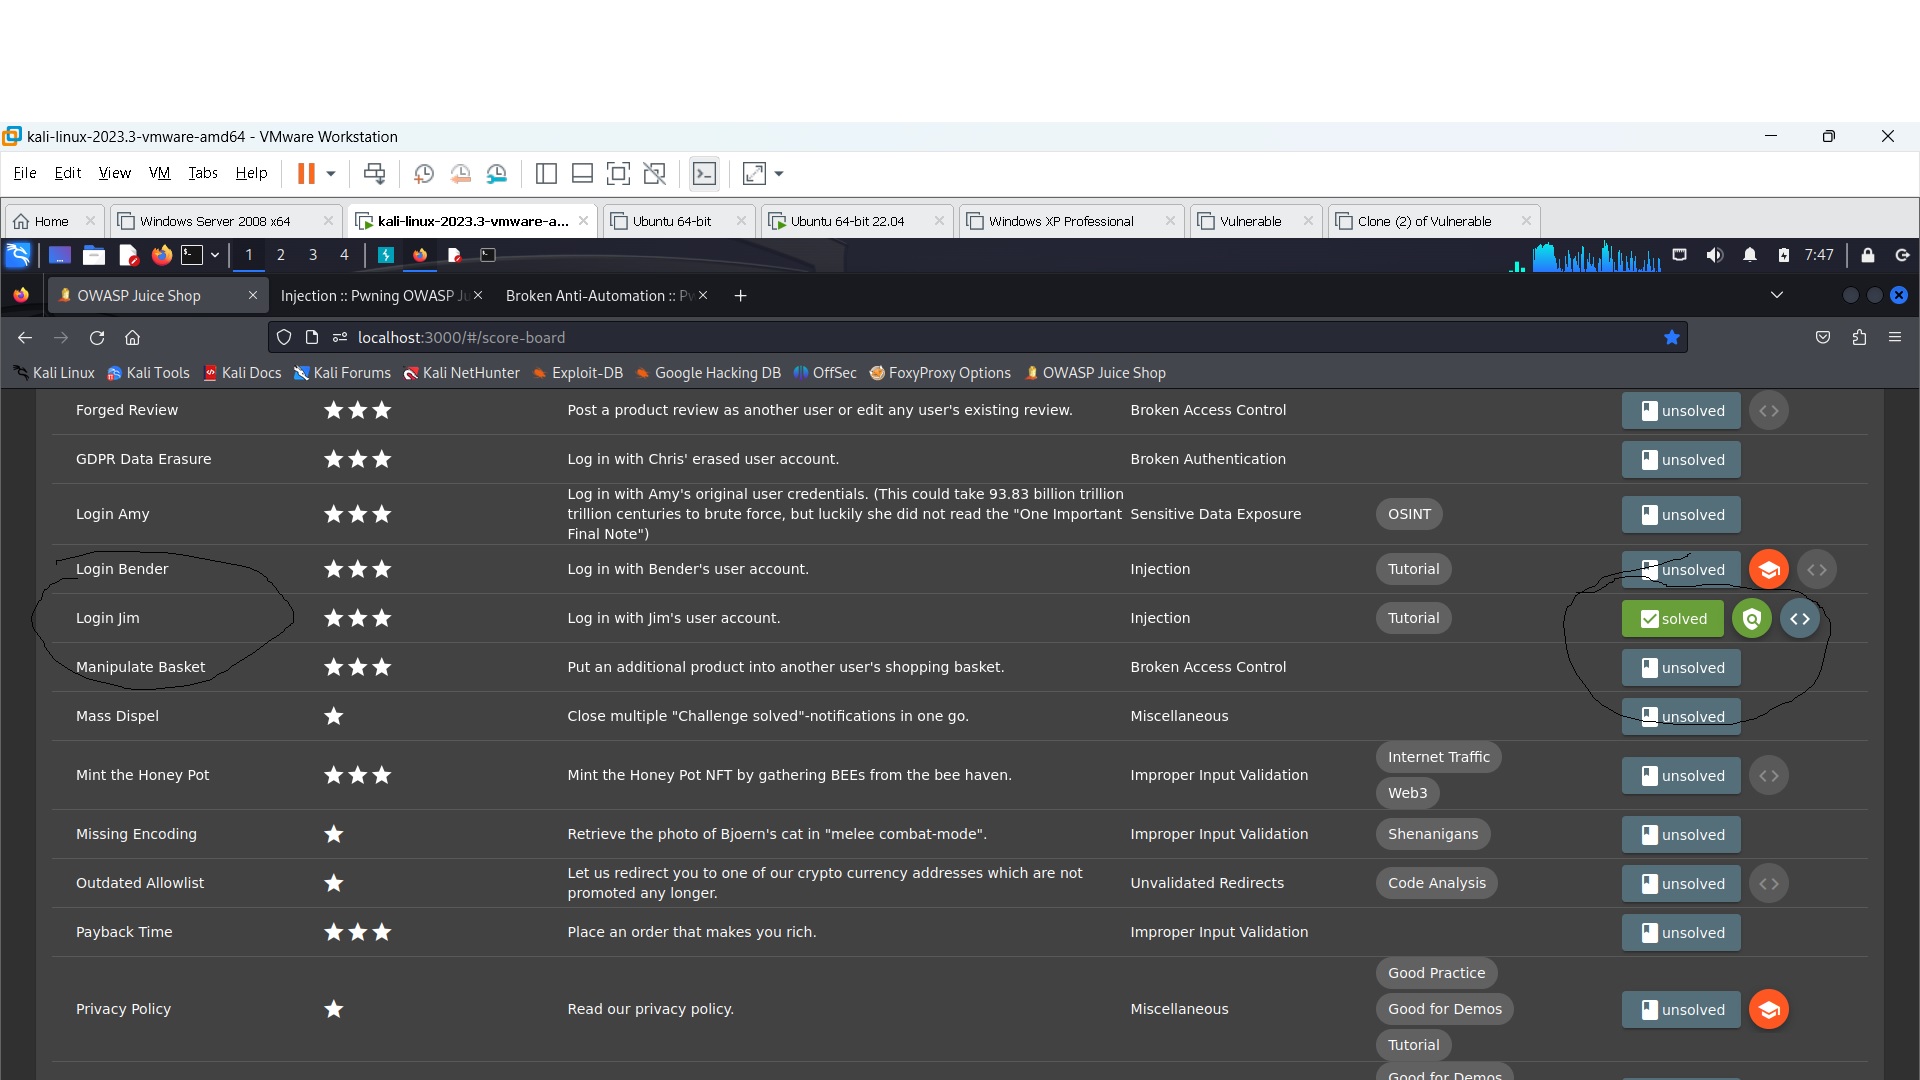 kali-linux-2023.3-vmware-amd64 - VMware Workstation
File Edit View VM Tabs Help
Home Windows Server 2008 x64 kali-linux-2023.3-vmware-a... Ubuntu 64-bit Ubuntu 64-bit 22.04 Windows XP Professional Vulnerable Clone (2) of Vulnerable
1 2 3 4 7:47
OWASP Juice Shop Injection :: Pwning OWASP Ju Broken Anti-Automation :: Pw
localhost:3000/#/score-board
Kali Linux Kali Tools Kali Docs Kali Forums Kali NetHunter Exploit-DB Google Hacking DB OffSec FoxyProxy Options OWASP Juice Shop
Forged Review Post a product review as another user or edit any user's existing review. Broken Access Control unsolved
GDPR Data Erasure Log in with Chris' erased user account. Broken Authentication unsolved
Log in with Amy's original user credentials. (This could take 93.83 billion trillion
Login Amy trillion centuries to brute force, but luckily she did not read the "One Important Sensitive Data Exposure OSINT unsolved
Final Note")
Login Bender Log in with Bender's user account. Injection Tutorial unsolved
Login Jim Log in with Jim's user account. Injection Tutorial solved
Manipulate Basket Put an additional product into another user's shopping basket. Broken Access Control unsolved
Mass Dispel Close multiple "Challenge solved"-notifications in one go. Miscellaneous unsolved
Internet Traffic
Mint the Honey Pot Mint the Honey Pot NFT by gathering BEEs from the bee haven. Improper Input Validation unsolved
Web3
Missing Encoding Retrieve the photo of Bjoern's cat in "melee combat-mode". Improper Input Validation Shenanigans unsolved
Let us redirect you to one of our crypto currency addresses which are not
Outdated Allowlist Unvalidated Redirects Code Analysis unsolved
promoted any longer.
Payback Time Place an order that makes you rich. Improper Input Validation unsolved
Good Practice
Privacy Policy Read our privacy policy. Miscellaneous Good for Demos unsolved
Tutorial
Good for Demos